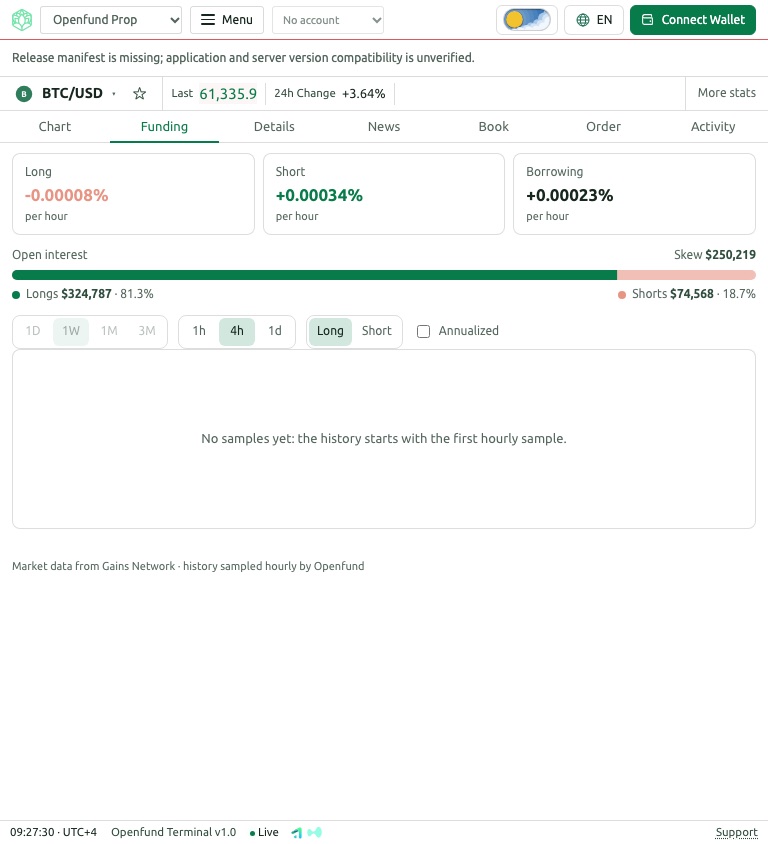 Openfund Prop Menu No account EN Connect Wallet
Release manifest is missing; application and server version compatibility is unverified.
B BTC/USD · Last 61,335.9 24h Change +3.64% More stats
Chart Funding Details News Book Order Activity
Long Short Borrowing
-0.00008% +0.00034% +0.00023%
per hour per hour per hour
Open interest Skew $250,219
Longs $324,787 · 81.3% Shorts $74,568 · 18.7%
1D 1W 1M 3M 1h 4h 1d Long Short Annualized
No samples yet: the history starts with the first hourly sample.
Market data from Gains Network · history sampled hourly by Openfund
09:27:30 · UTC+4 Openfund Terminal v1.0 Live Support